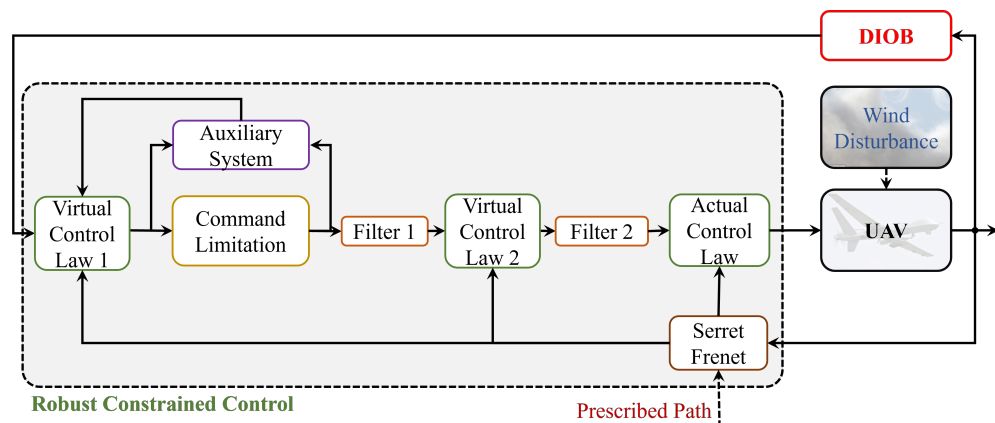 DIOB
Wind
Disturbance
Auxiliary
System
Virtual
Control
Law 1
Command
Limitation
Filter 1
Virtual
Control
Law 2
Filter 2
Actual
Control
Law
UAV
Serret
Frenet
Robust Constrained Control
Prescribed Path